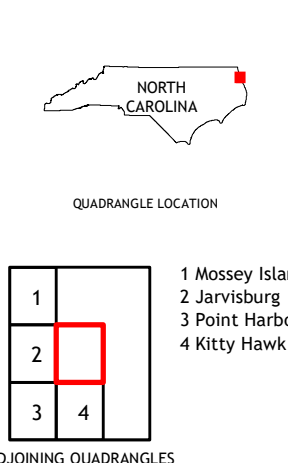 NORTH
CAROLINA
QUADRANGLE LOCATION
1
2
3 4
1 Mossey Islan
2 Jarvisburg
3 Point Harbo
4 Kitty Hawk
DJOINING QUADRANGLES